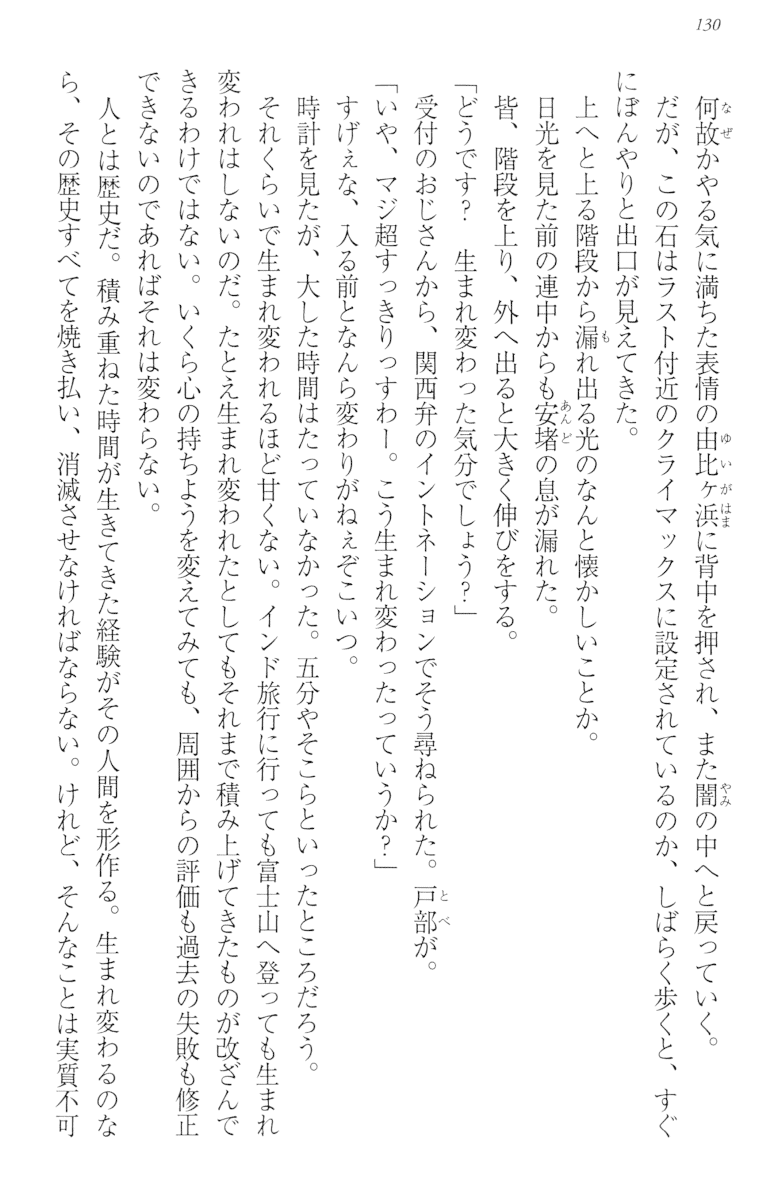 130
何故かやる気に満ちた表情の由比ヶ浜に背中を押され、また闇の中へと戻っていく。
だが、この石はラスト付近のクライマックスに設定されているのか、しばらく歩くと、すぐ
にぼんやりと出口が見えてきた。
上へと上る階段から漏れ出る光のなんと懐かしいことか。
日光を見た前の連中からも安堵の息が漏れた。
皆、階段を上り、外へ出ると大きく伸びをする。
「どうです？　生まれ変わった気分でしょう？」
受付のおじさんから、関西弁のイントネーションでそう尋ねられた。戸部が。
「いや、マジ超すっきりっすわー。こう生まれ変わったっていうか？」
すげぇな、入る前となんら変わりがねぇぞこいつ。
時計を見たが、大した時間はたっていなかった。五分やそこらといったところだろう。
それくらいで生まれ変われるほど甘くない。インド旅行に行っても富士山へ登っても生まれ
変われはしないのだ。たとえ生まれ変われたとしてもそれまで積み上げてきたものが改ざんで
きるわけではない。いくら心の持ちようを変えてみても、周囲からの評価も過去の失敗も修正
できないのであればそれは変わらない。
人とは歴史だ。積み重ねた時間が生きてきた経験がその人間を形作る。生まれ変わるのな
ら、その歴史すべてを焼き払い、消滅させなければならない。けれど、そんなことは実質不可